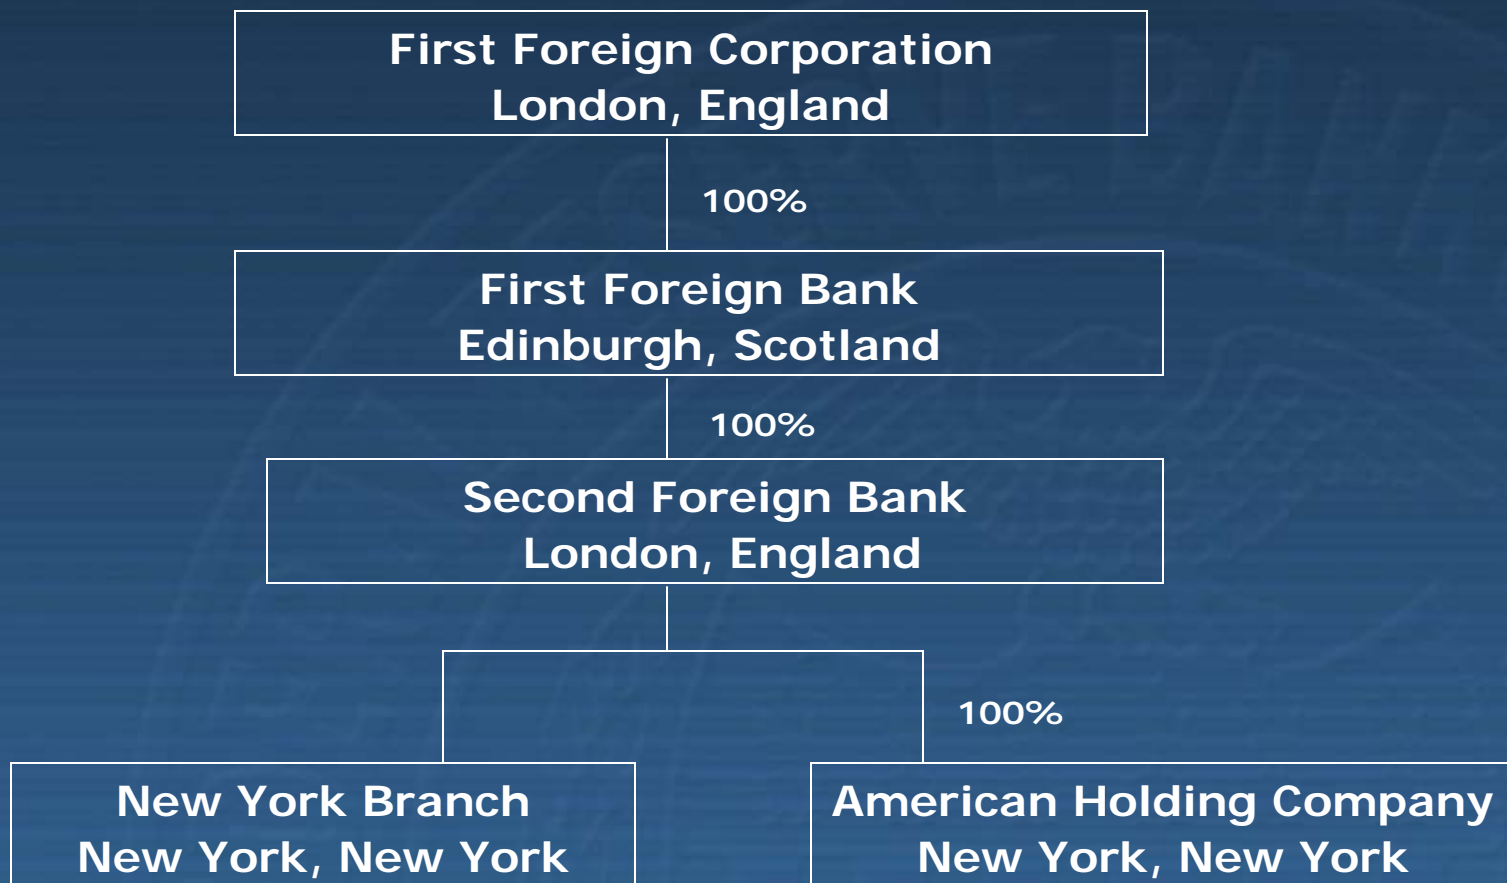 First Foreign Corporation
London, England
100%
First Foreign Bank
Edinburgh, Scotland
100%
Second Foreign Bank
London, England
100%
New York Branch
New York, New York
American Holding Company
New York, New York